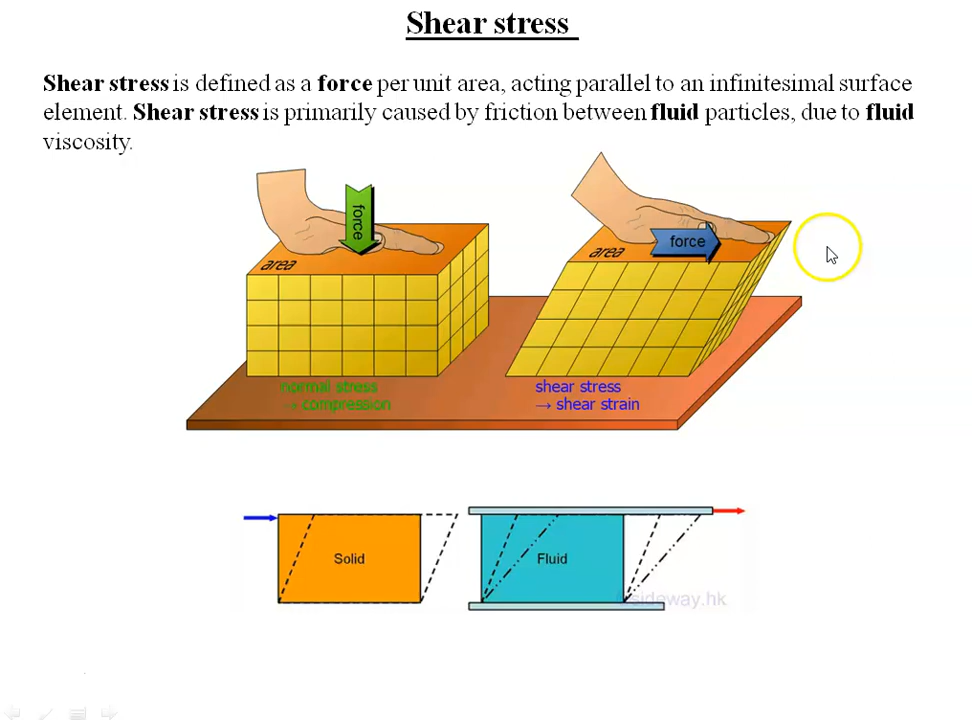 Shear stress
Shear stress is defined as a force per unit area, acting parallel to an infinitesimal surface
element. Shear stress is primarily caused by friction between fluid particles, due to fluid
viscosity.
force
area
force
area
normal stress
→ compression
shear stress
→ shear strain
Solid
Fluid
sideway.hk